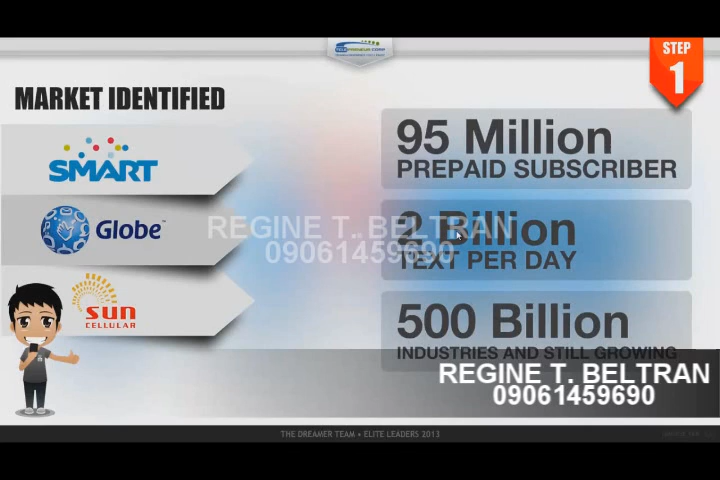 STEP
1
MARKET IDENTIFIED
SMART
Globe
sun
CELLULAR
95 Million
PREPAID SUBSCRIBER
2 Billion
TEXT PER DAY
500 Billion
INDUSTRIES AND STILL GROWING
REGINE T. BELTRAN
09061459690
REGINE T. BELTRAN
09061459690
THE DREAMER TEAM • ELITE LEADERS 2013